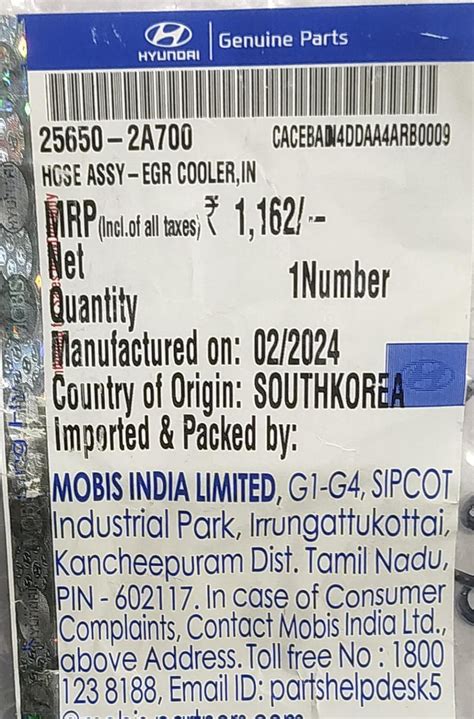 HYUNDAI | Genuine Parts
25650-2A700 CACEBADN4DDAA4ARB0009
HOSE ASSY-EGR COOLER,IN
MRP (Incl.of all taxes) ₹ 1,162/-
Net
Quantity 1Number
Manufactured on: 02/2024
Country of Origin: SOUTHKOREA
Imported & Packed by:
MOBIS INDIA LIMITED, G1-G4, SIPCOT
Industrial Park, Irrungattukottai,
Kancheepuram Dist. Tamil Nadu,
PIN - 602117. In case of Consumer
Complaints, Contact Mobis India Ltd.,
above Address. Toll free No : 1800
123 8188, Email ID: partshelpdesk5